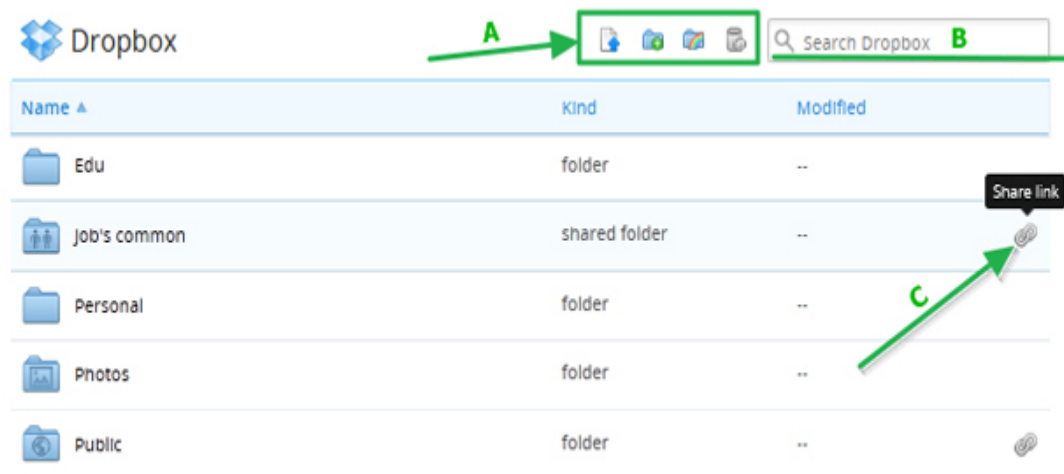 Dropbox A Search Dropbox B
Name Kind Modified
Edu folder --
Share link
Job's common shared folder --
C
Personal folder --
Photos folder --
Public folder --